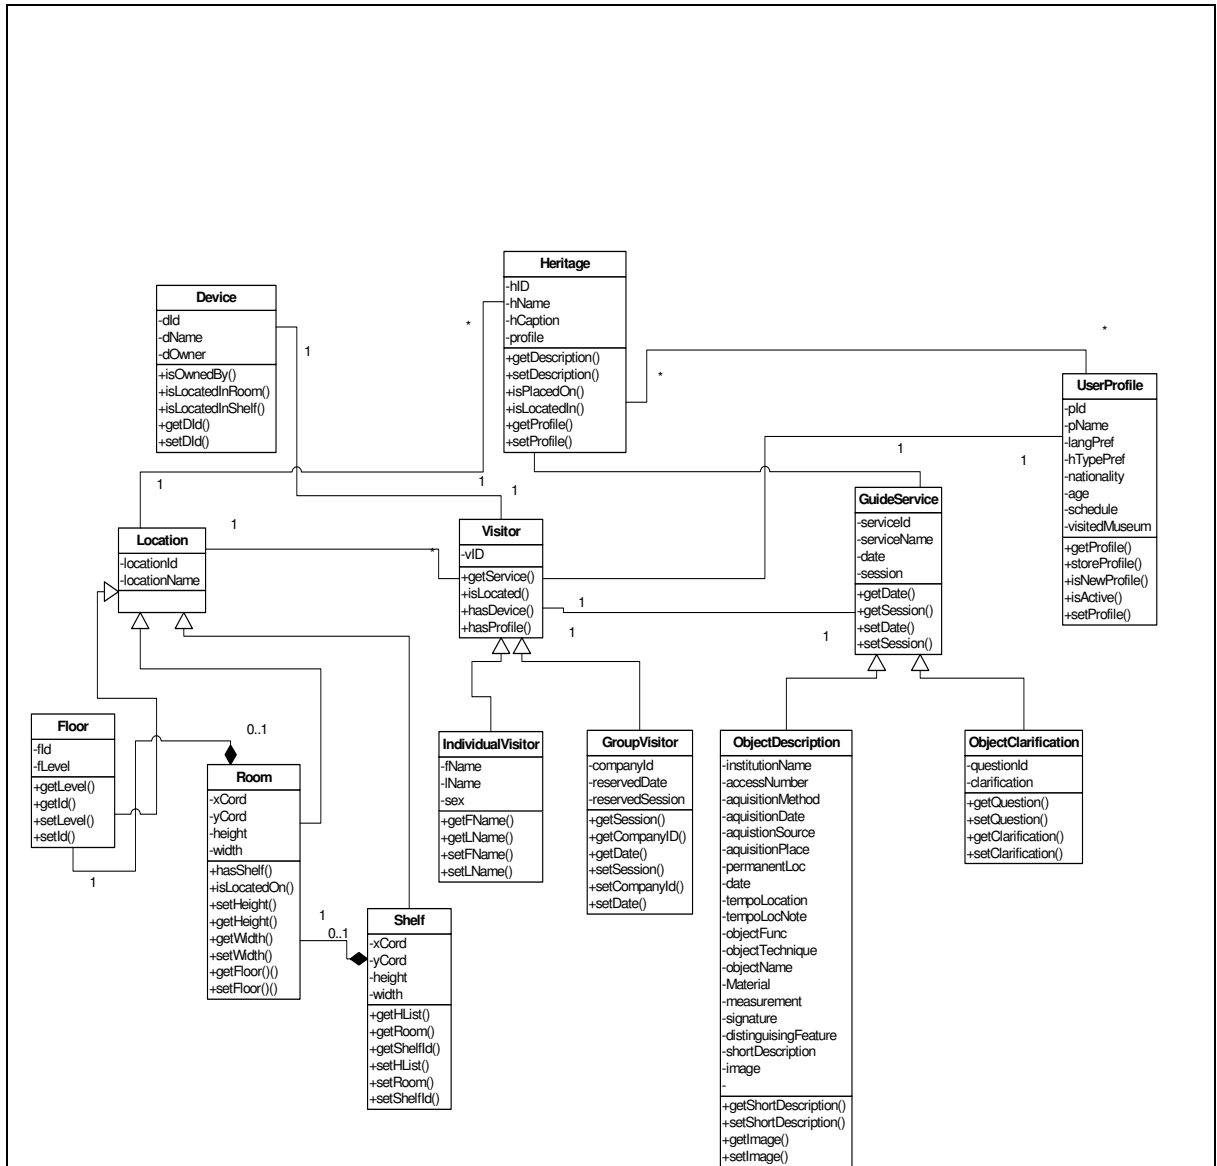 Heritage
-hID
-hName
-hCaption
-profile
+getDescription()
+setDescription()
+isPlacedOn()
+isLocatedIn()
+getProfile()
+setProfile()
Device
-dId
-dName
-dOwner
+isOwnedBy()
+isLocatedInRoom()
+isLocatedInShelf()
+getDId()
+setDId()
*
1
*
*
UserProfile
-pId
-pName
-langPref
-hTypePref
-nationality
-age
-schedule
-visitedMuseum
+getProfile()
+storeProfile()
+isNewProfile()
+isActive()
+setProfile()
1
1
1
1
1
1
*
Location
-locationId
-locationName
Visitor
-vID
+getService()
+isLocated()
+hasDevice()
+hasProfile()
GuideService
-serviceId
-serviceName
-date
-session
+getDate()
+getSession()
+setDate()
+setSession()
1
1
1
Floor
-fId
-fLevel
+getLevel()
+getId()
+setLevel()
+setId()
0..1
1
Room
-xCord
-yCord
-height
-width
+hasShelf()
+isLocatedOn()
+setHeight()
+getHeight()
+getWidth()
+setWidth()
+getFloor()()
+setFloor()()
1
0..1
Shelf
-xCord
-yCord
-height
-width
+getHList()
+getRoom()
+getShelfId()
+setHList()
+setRoom()
+setShelfId()
IndividualVisitor
-fName
-lName
-sex
+getFName()
+getLName()
+setFName()
+setLName()
GroupVisitor
-companyId
-reservedDate
-reservedSession
+getSession()
+getCompanyID()
+getDate()
+setSession()
+setCompanyId()
+setDate()
ObjectDescription
-institutionName
-accessNumber
-aquisitionMethod
-aquisitionDate
-aquistionSource
-aquisitionPlace
-permanentLoc
-date
-tempoLocation
-tempoLocNote
-objectFunc
-objectTechnique
-objectName
-Material
-measurement
-signature
-distinguisingFeature
-shortDescription
-image
-
+getShortDescription()
+setShortDescription()
+getImage()
+setImage()
ObjectClarification
-questionId
-clarification
+getQuestion()
+setQuestion()
+getClarification()
+setClarification()